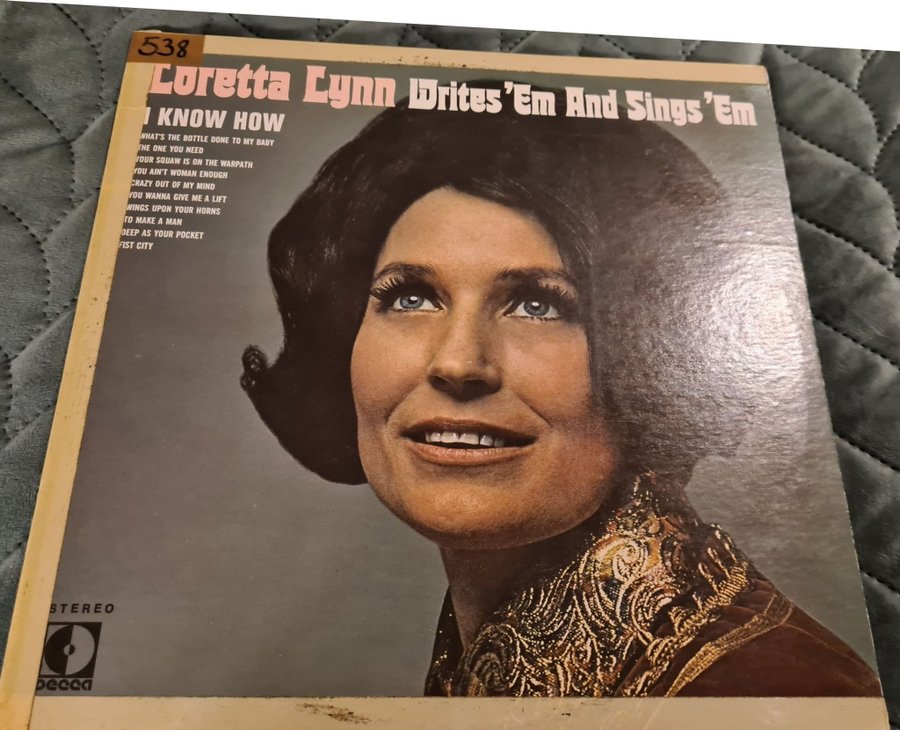 538
Loretta Lynn Writes 'Em And Sings 'Em
I KNOW HOW
WHAT'S THE BOTTLE DONE TO MY BABY
THE ONE YOU NEED
YOUR SQUAW IS ON THE WARPATH
YOU AIN'T WOMAN ENOUGH
CRAZY OUT OF MY MIND
YOU WANNA GIVE ME A LIFT
WINGS UPON YOUR HORNS
TO MAKE A MAN
DEEP AS YOUR POCKET
FIST CITY
STEREO
DECCA